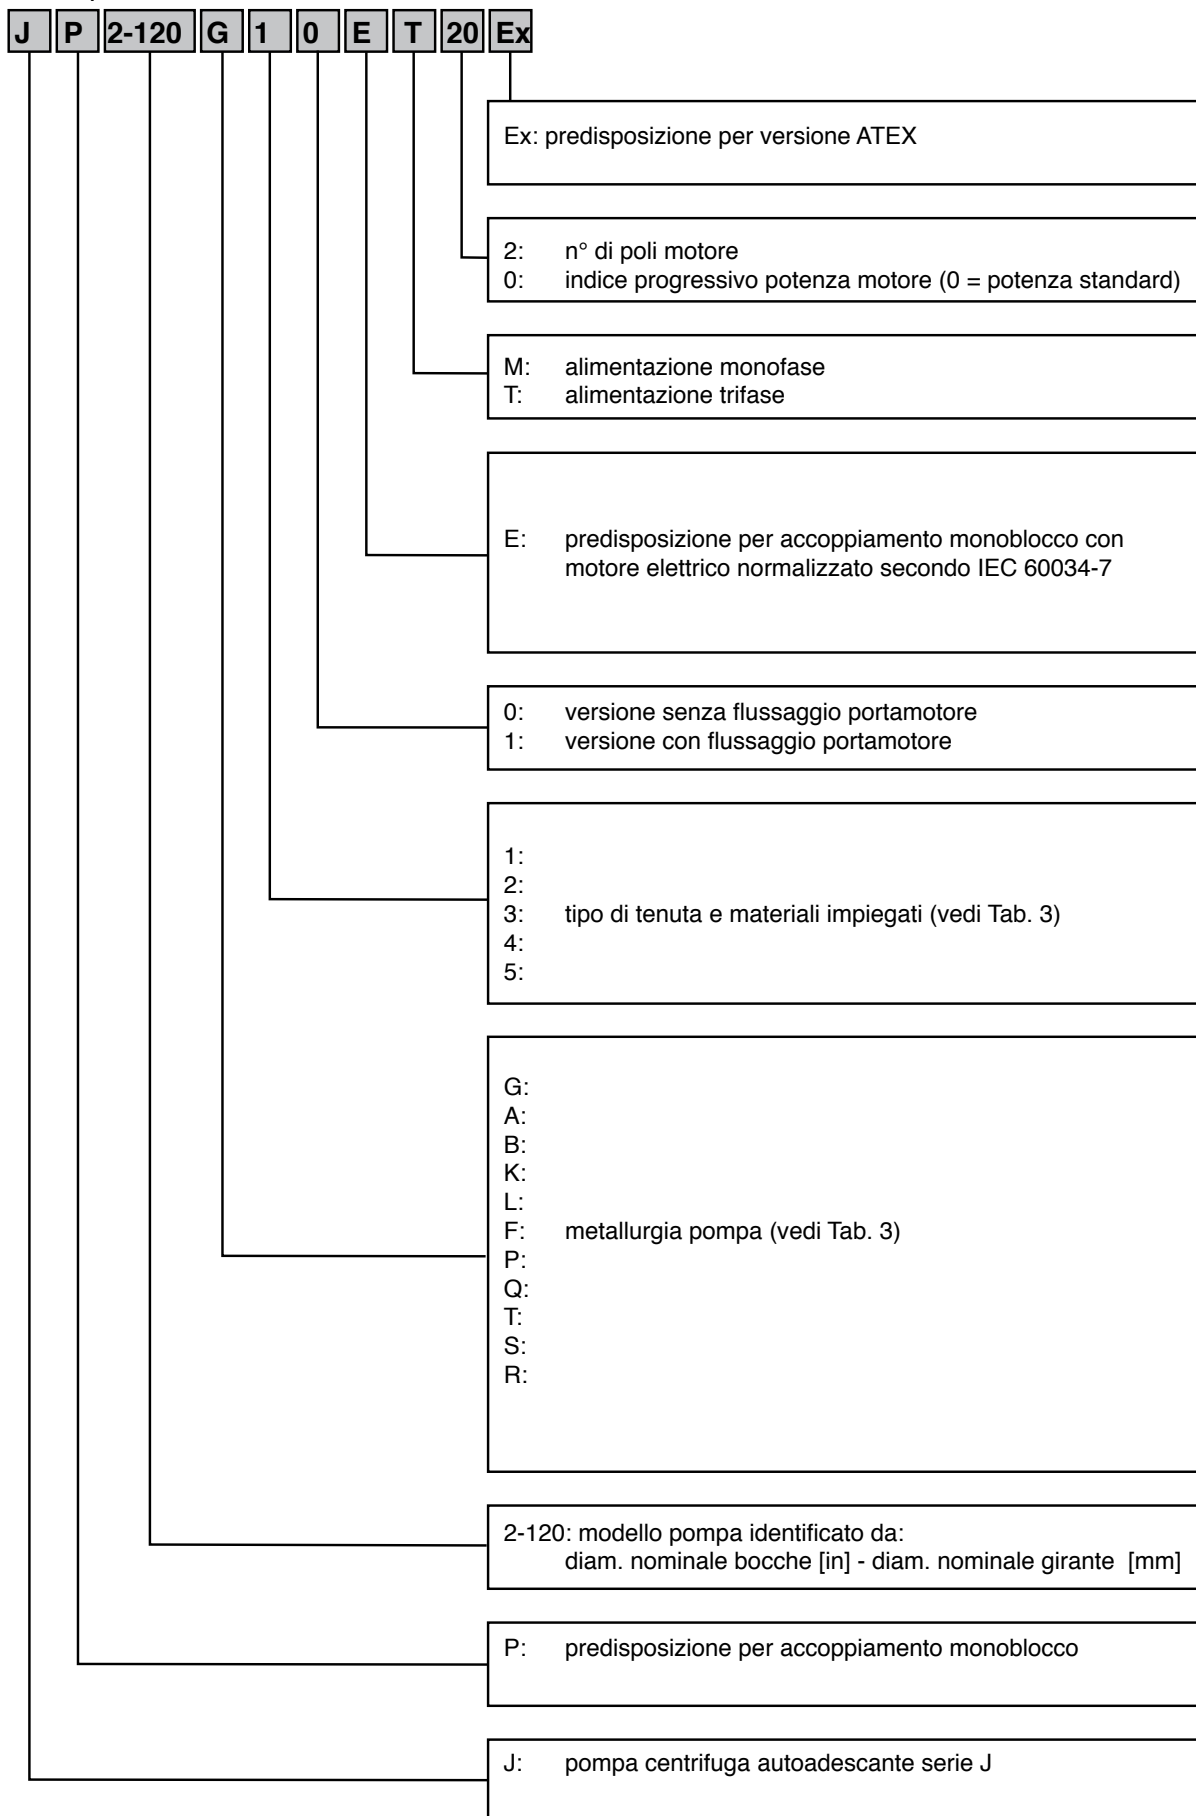 J P 2-120 G 1 0 E T 20 Ex
Ex: predisposizione per versione ATEX
2: n° di poli motore
0: indice progressivo potenza motore (0 = potenza standard)
M: alimentazione monofase
T: alimentazione trifase
E: predisposizione per accoppiamento monoblocco con
motore elettrico normalizzato secondo IEC 60034-7
0: versione senza flussaggio portamotore
1: versione con flussaggio portamotore
1:
2:
3: tipo di tenuta e materiali impiegati (vedi Tab. 3)
4:
5:
G:
A:
B:
K:
L:
F: metallurgia pompa (vedi Tab. 3)
P:
Q:
T:
S:
R:
2-120: modello pompa identificato da:
diam. nominale bocche [in] - diam. nominale girante [mm]
P: predisposizione per accoppiamento monoblocco
J: pompa centrifuga autoadescante serie J